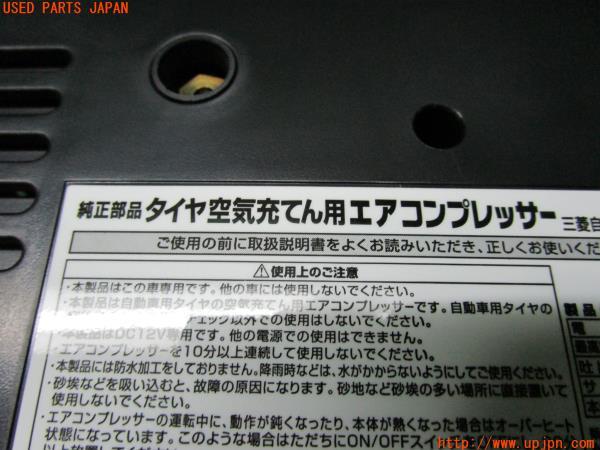 USED PARTS JAPAN
純正部品 タイヤ空気充てん用エアコンプレッサー 三菱自
ご使用の前に取扱説明書をよくお読みいただき、正しくお使いくだ
⚠使用上のご注意
・本製品はこの車専用です。他の車には使用しないでください。
・本製品は自動車用タイヤの空気充てん用エアコンプレッサーです。自動車用タイヤの
チェック以外での使用はしないでください。
・本製品はDC12V専用です。他の電源での使用はできません。
・エアコンプレッサーを10分以上連続して使用しないでください。
・本製品には防水加工をしておりません。降雨時などは、水がかからないようにしてご使用ください。
・砂埃などを吸い込むと、故障の原因になります。砂地など砂埃の多い場所に直接置いて
使用しないでください。
・エアコンプレッサーの運転中に、動作が鈍くなったり、本体が熱くなった場合はオーバーヒート
状態になっています。このような場合はただちにON/OFFスイ
製品
電
最高
吐出
サ
本
http://www.upjpn.com/